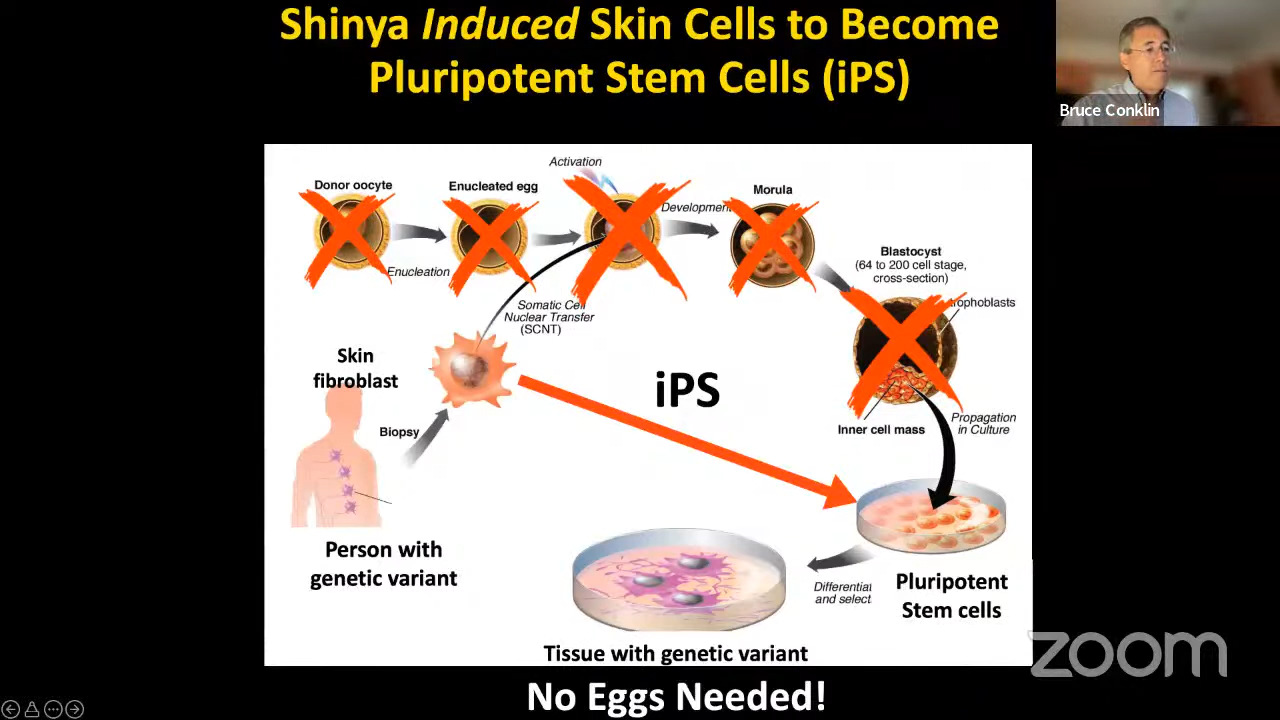 Shinya Induced Skin Cells to Become
Pluripotent Stem Cells (iPS)
Bruce Conklin
Activation
Donor oocyte
Enucleated egg
Morula
Development
Enucleation
Blastocyst
(64 to 200 cell stage,
cross-section)
rophoblasts
Somatic Cell
Nuclear Transfer
(SCNT)
Skin
fibroblast
iPS
Biopsy
Inner cell mass
Propagation
in Culture
Person with
genetic variant
Differential
and select
Pluripotent
Stem cells
Tissue with genetic variant
zoom
No Eggs Needed!